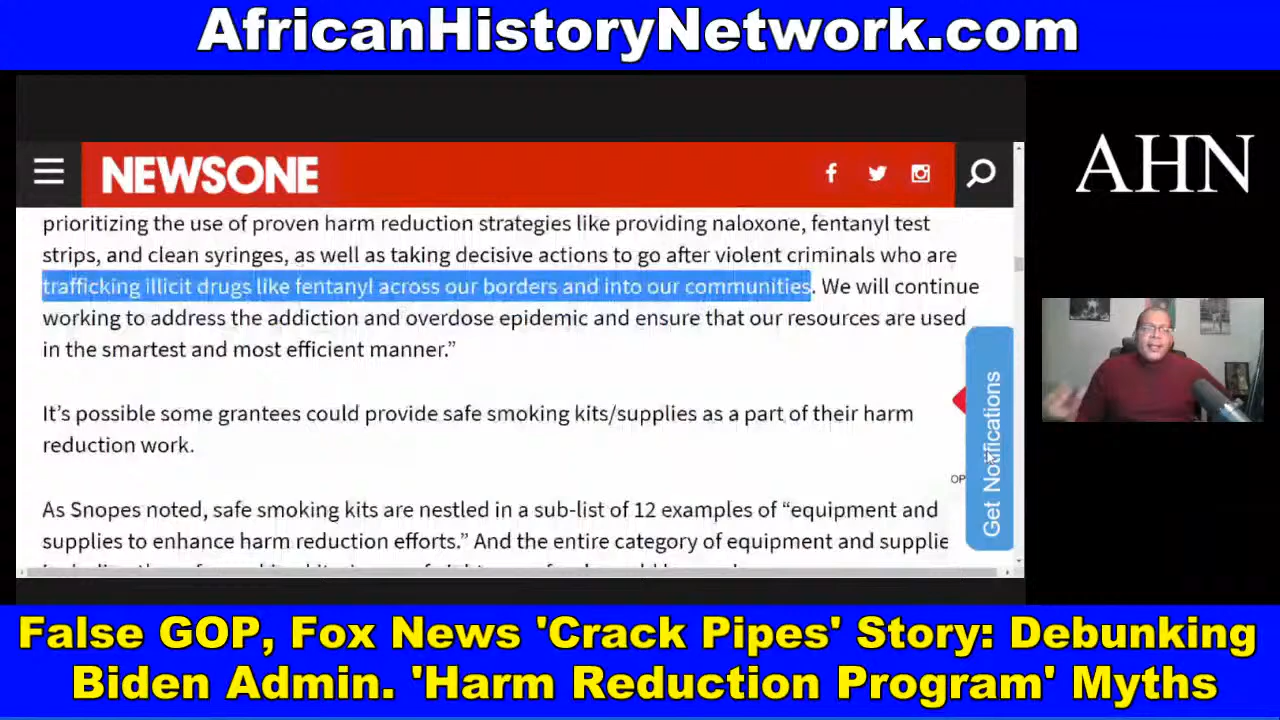 AfricanHistoryNetwork.com
AHN
NEWSONE
prioritizing the use of proven harm reduction strategies like providing naloxone, fentanyl test
strips, and clean syringes, as well as taking decisive actions to go after violent criminals who are
trafficking illicit drugs like fentanyl across our borders and into our communities. We will continue
working to address the addiction and overdose epidemic and ensure that our resources are used
in the smartest and most efficient manner.”
It’s possible some grantees could provide safe smoking kits/supplies as a part of their harm
reduction work.
As Snopes noted, safe smoking kits are nestled in a sub-list of 12 examples of “equipment and
supplies to enhance harm reduction efforts.” And the entire category of equipment and supplie
Get Notifications
OP
False GOP, Fox News 'Crack Pipes' Story: Debunking
Biden Admin. 'Harm Reduction Program' Myths